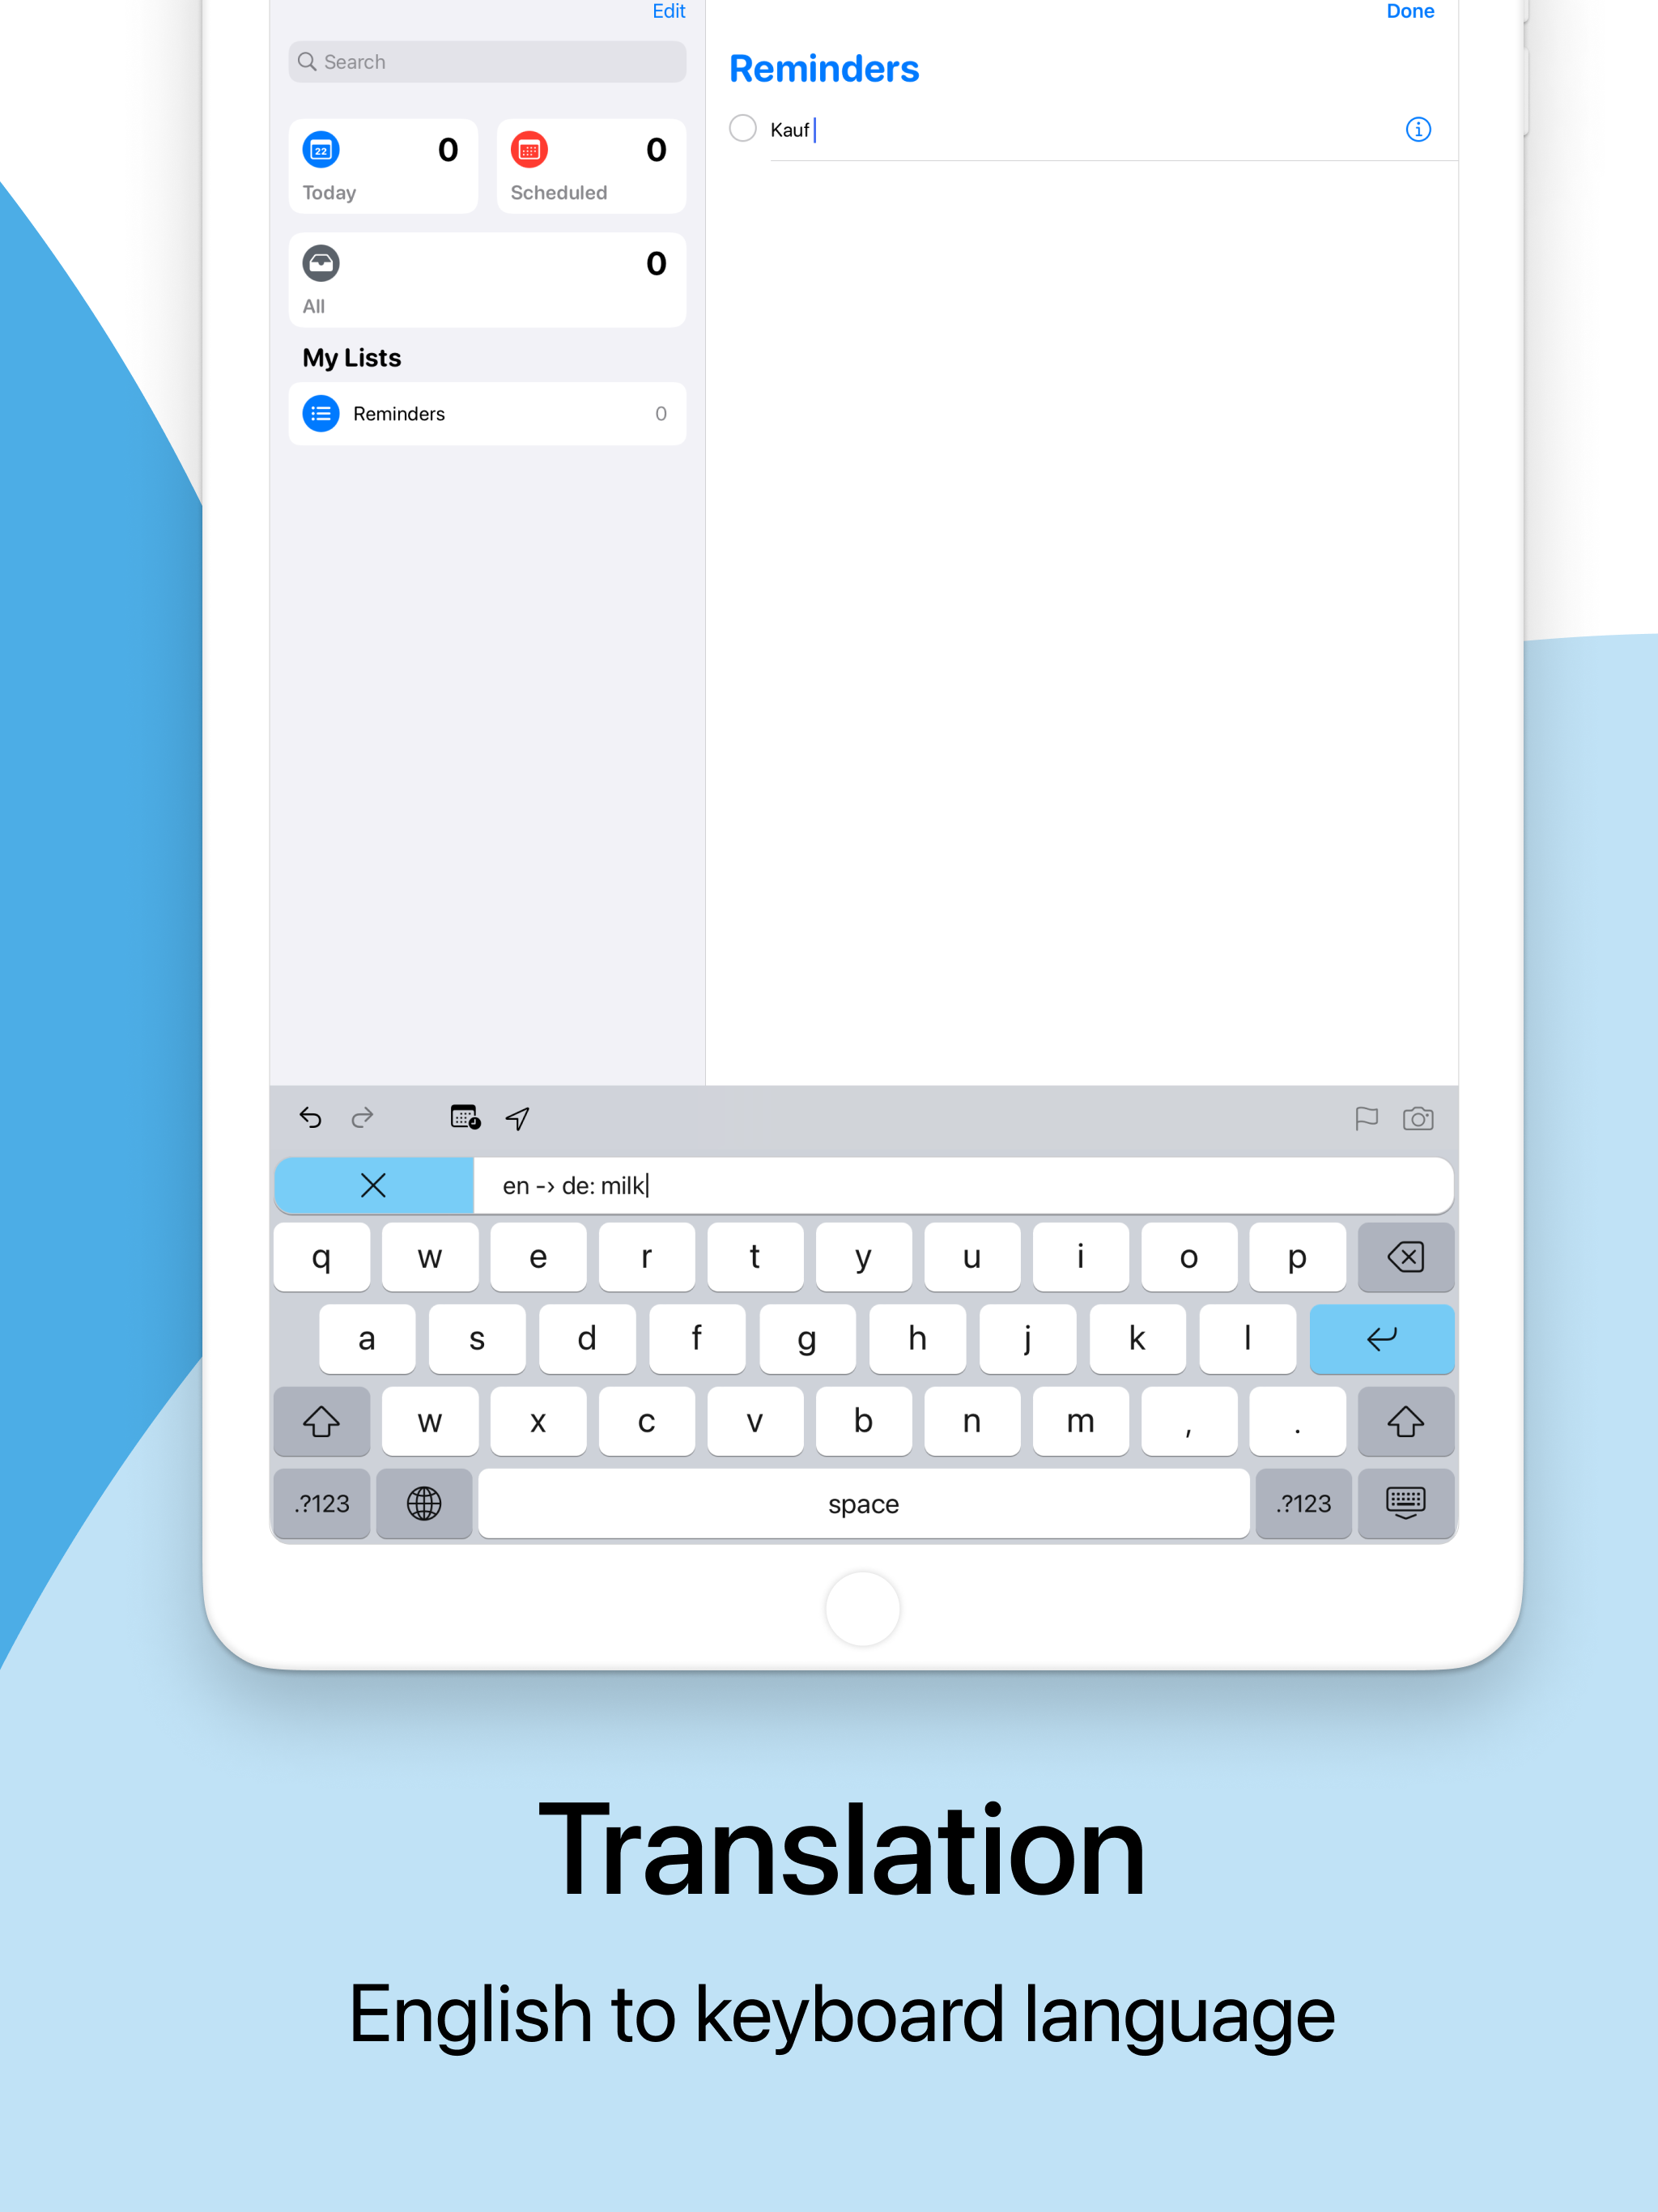 Edit
Done
Search
Reminders
Kauf
22
0
Today
0
Scheduled
0
All
My Lists
Reminders
0
en -› de: milk
q w e r t y u i o p
a s d f g h j k l
w x c v b n m , .
.?123
space
.?123
Translation
English to keyboard language